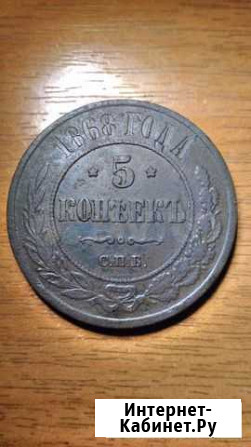 1868 ГОДА
* 5 *
КОПѢЕКЪ
С.П.Б.
Интернет-
Кабинет.Ру